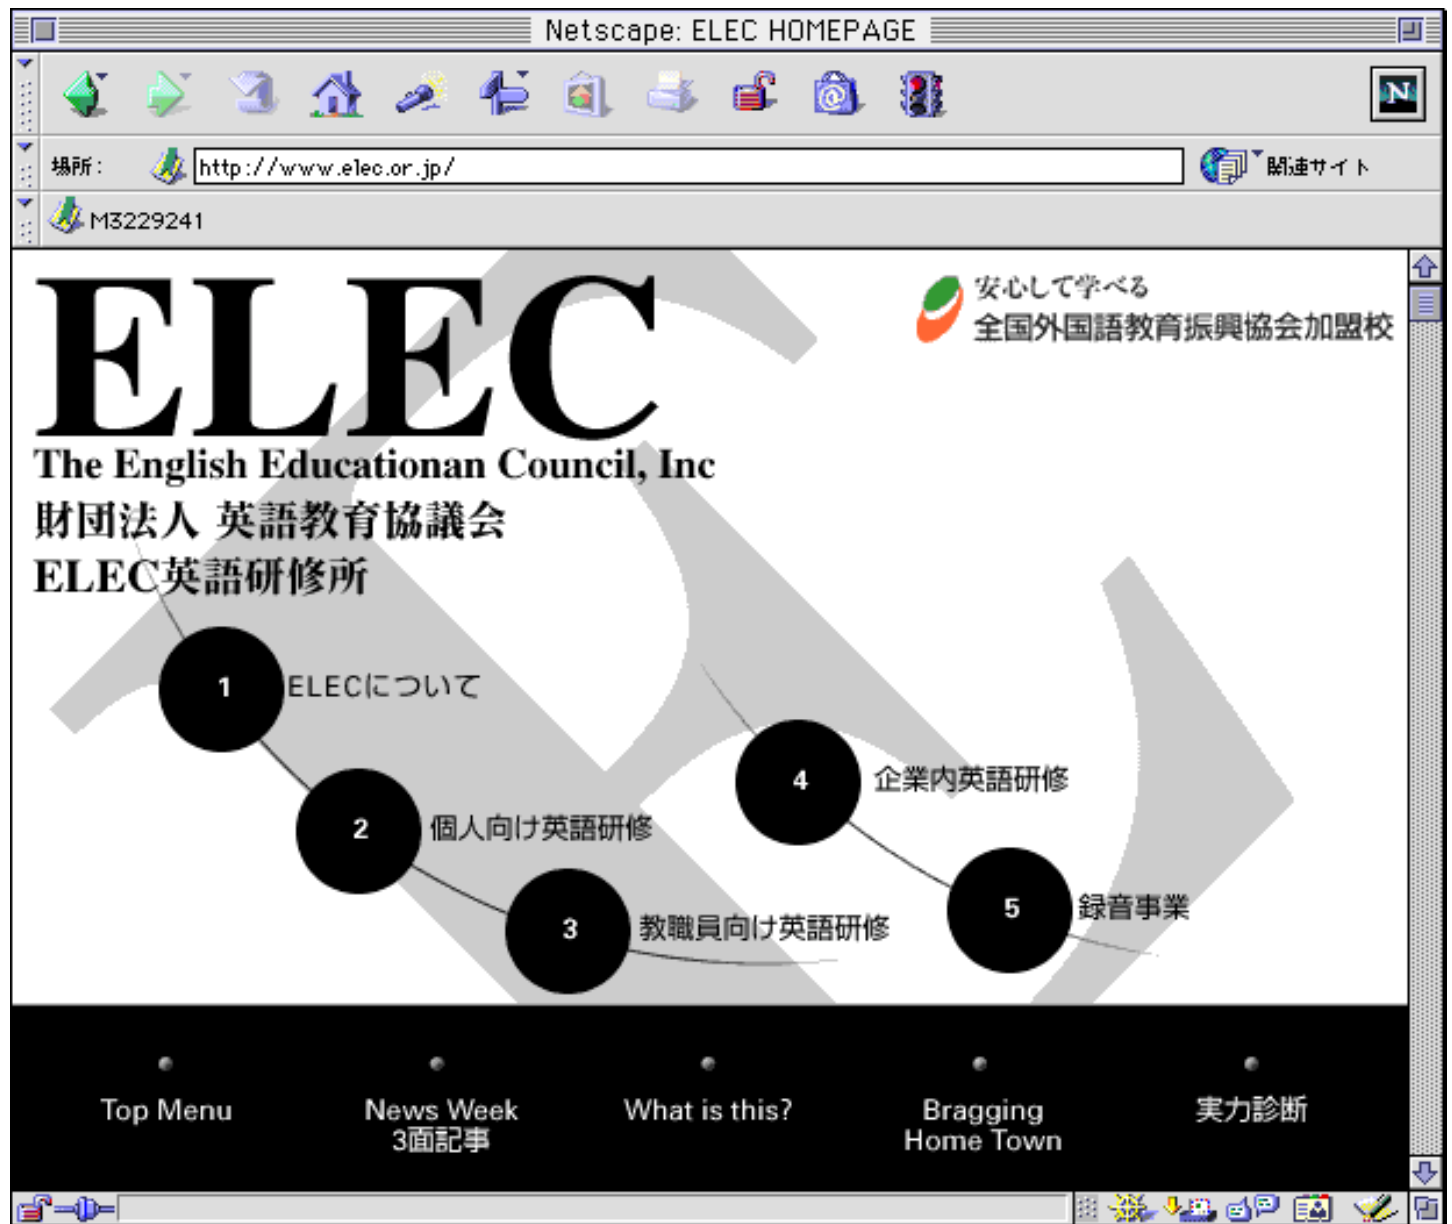 Netscape: ELEC HOMEPAGE
N
場所:
http://www.elec.or.jp/
関連サイト
M3229241
ELEC
安心して学べる
全国外国語教育振興協会加盟校
The English Educationan Council, Inc
財団法人 英語教育協議会
ELEC英語研修所
1 ELECについて
2 個人向け英語研修
3 教職員向け英語研修
4 企業内英語研修
5 録音事業
Top Menu
News Week
3面記事
What is this?
Bragging
Home Town
実力診断